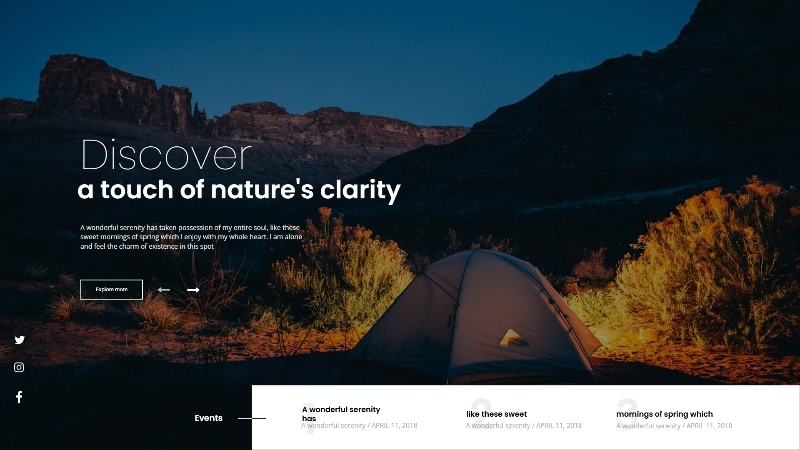 Discover
a touch of nature's clarity
A wonderful serenity has taken possession of my entire soul, like these
sweet mornings of spring which I enjoy with my whole heart. I am alone
and feel the charm of existence in this spot
Explore more
Events
1
A wonderful serenity
has
A wonderful serenity / APRIL 11, 2018
2
like these sweet
A wonderful serenity / APRIL 11, 2018
3
mornings of spring which
A wonderful serenity / APRIL 11, 2018